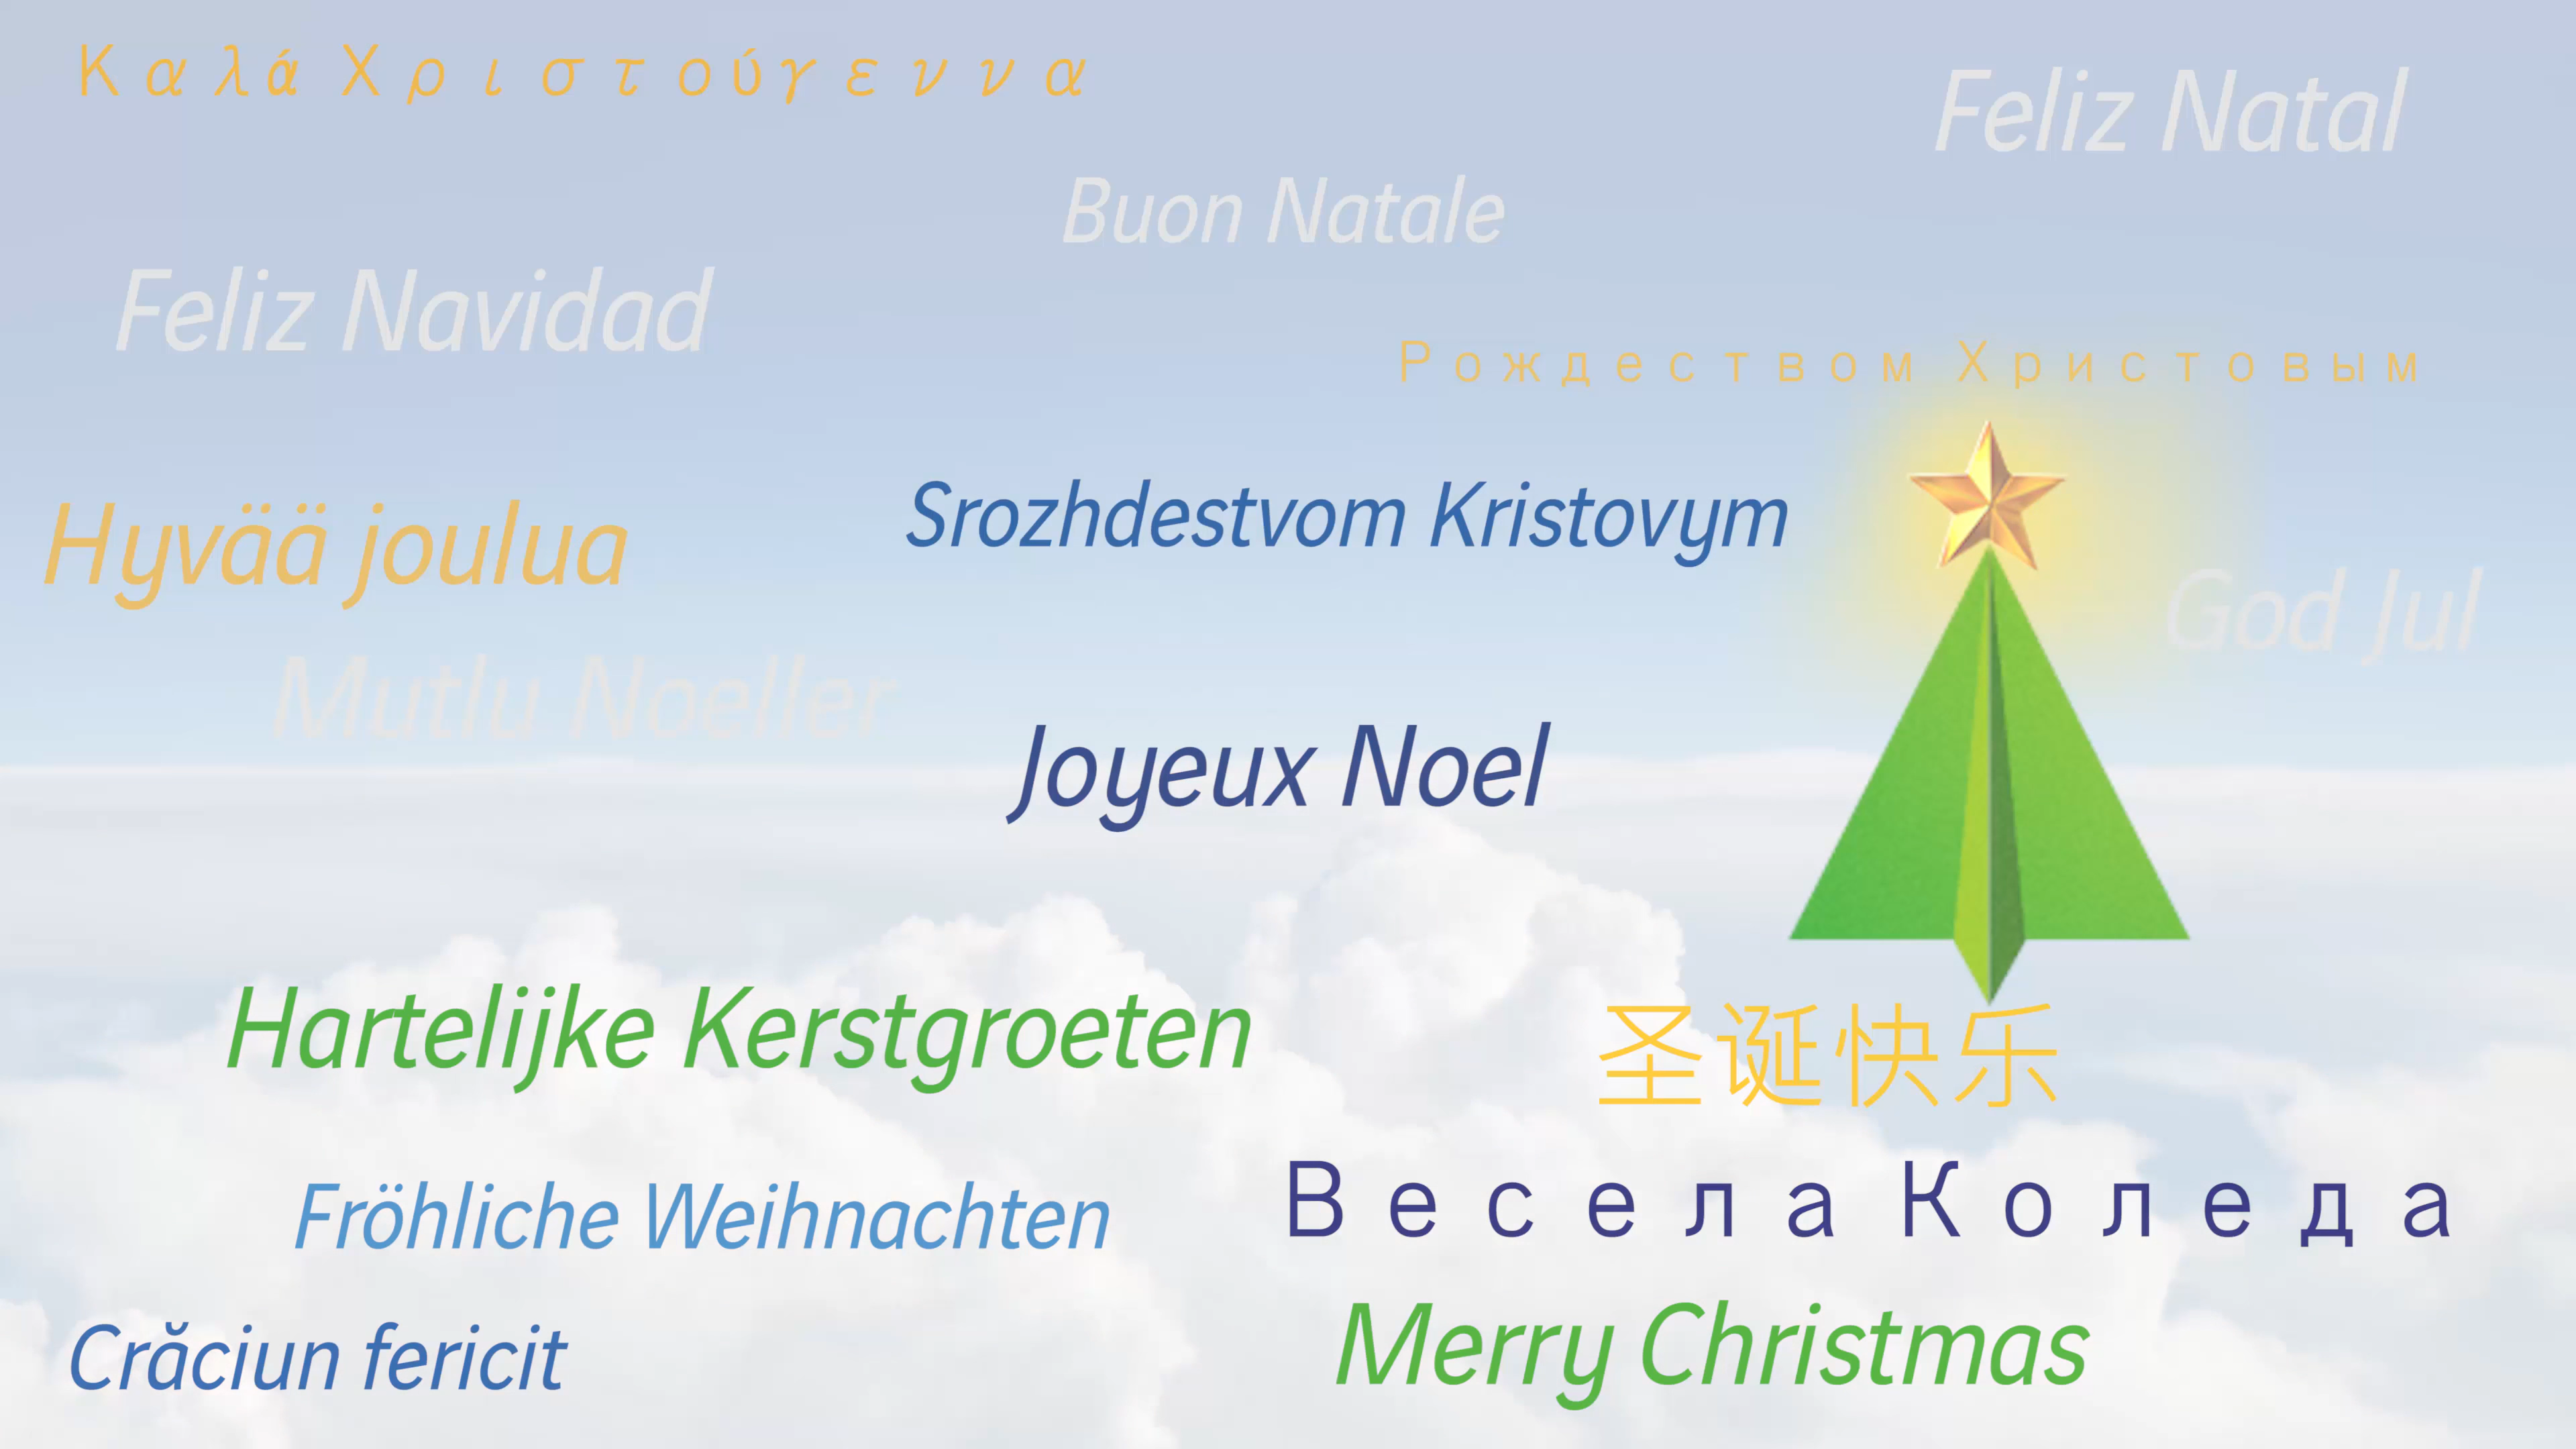 Καλά Χριστούγεννα
Feliz Natal
Buon Natale
Feliz Navidad
Рождеством Христовым
Hyvää joulua
Srozhdestvom Kristovym
God Jul
Mutlu Noeller
Joyeux Noel
Hartelijke Kerstgroeten
圣诞快乐
Весела Коледа
Fröhliche Weihnachten
Merry Christmas
Crăciun fericit